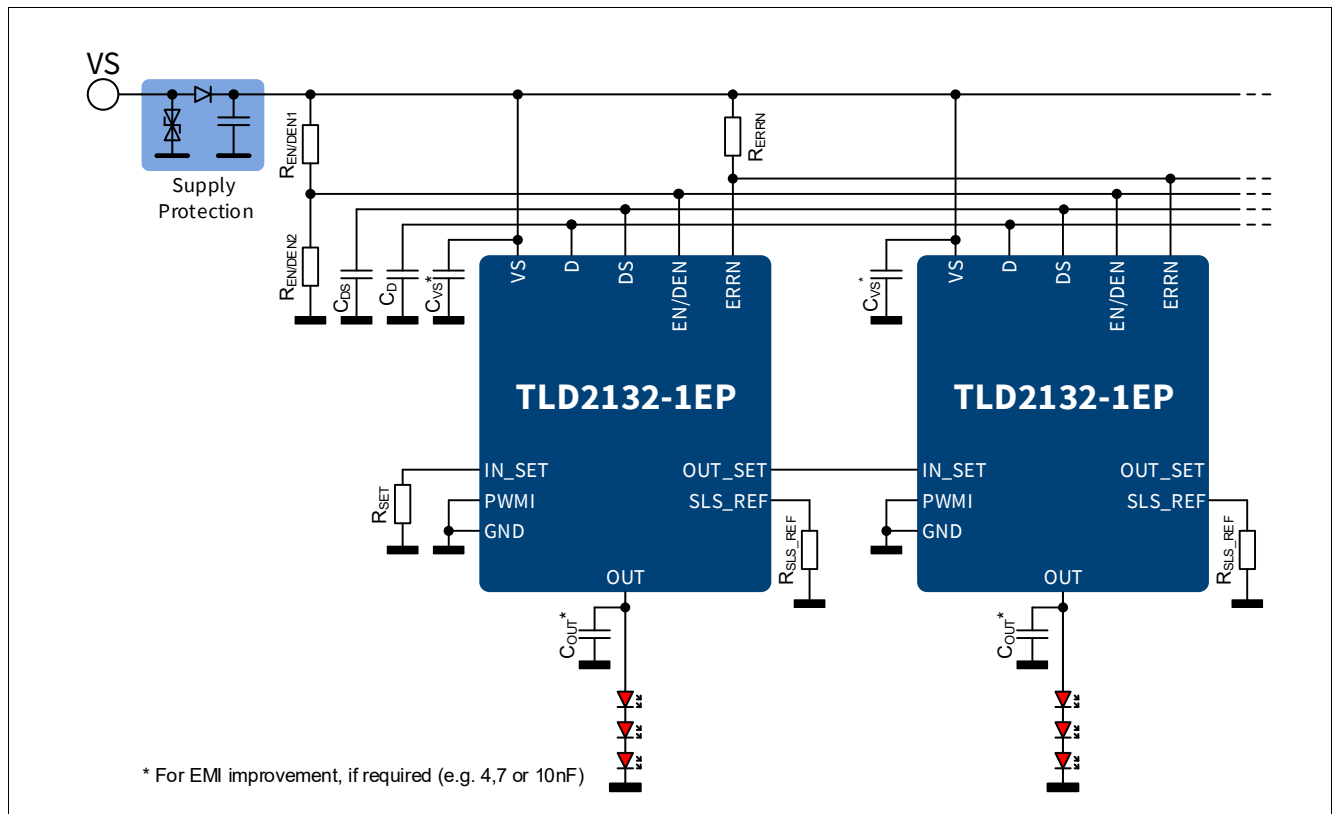 VS
Supply
Protection
REN/DEN1
REN/DEN2
RERRN
CDS
CD
CVS*
CVS*
VS
D
DS
EN/DEN
ERRN
VS
D
DS
EN/DEN
ERRN
TLD2132-1EP
TLD2132-1EP
RSET
IN_SET
PWMI
GND
OUT_SET
SLS_REF
RSLS_REF
OUT
IN_SET
PWMI
GND
OUT_SET
SLS_REF
RSLS_REF
OUT
COUT*
COUT*
* For EMI improvement, if required (e.g. 4,7 or 10nF)